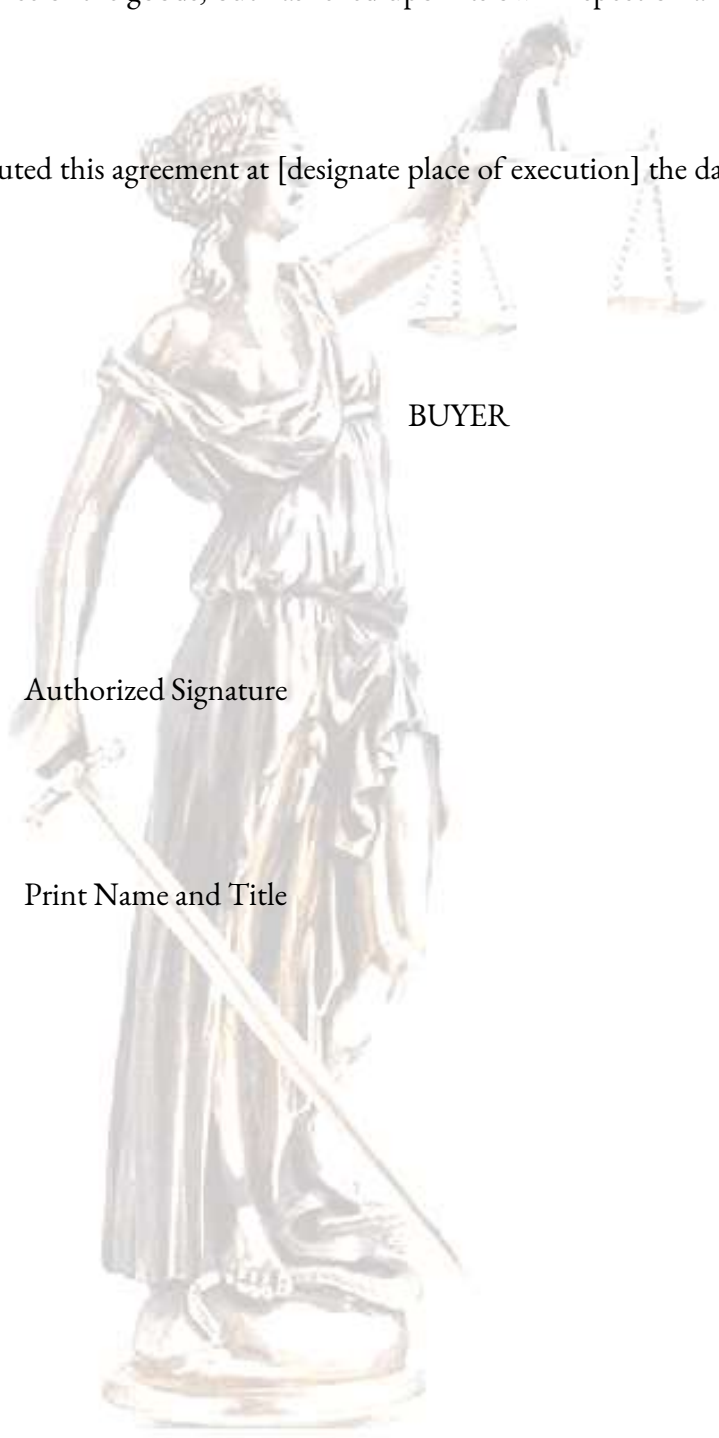 uted this agreement at [designate place of execution] the da
BUYER
Authorized Signature
Print Name and Title